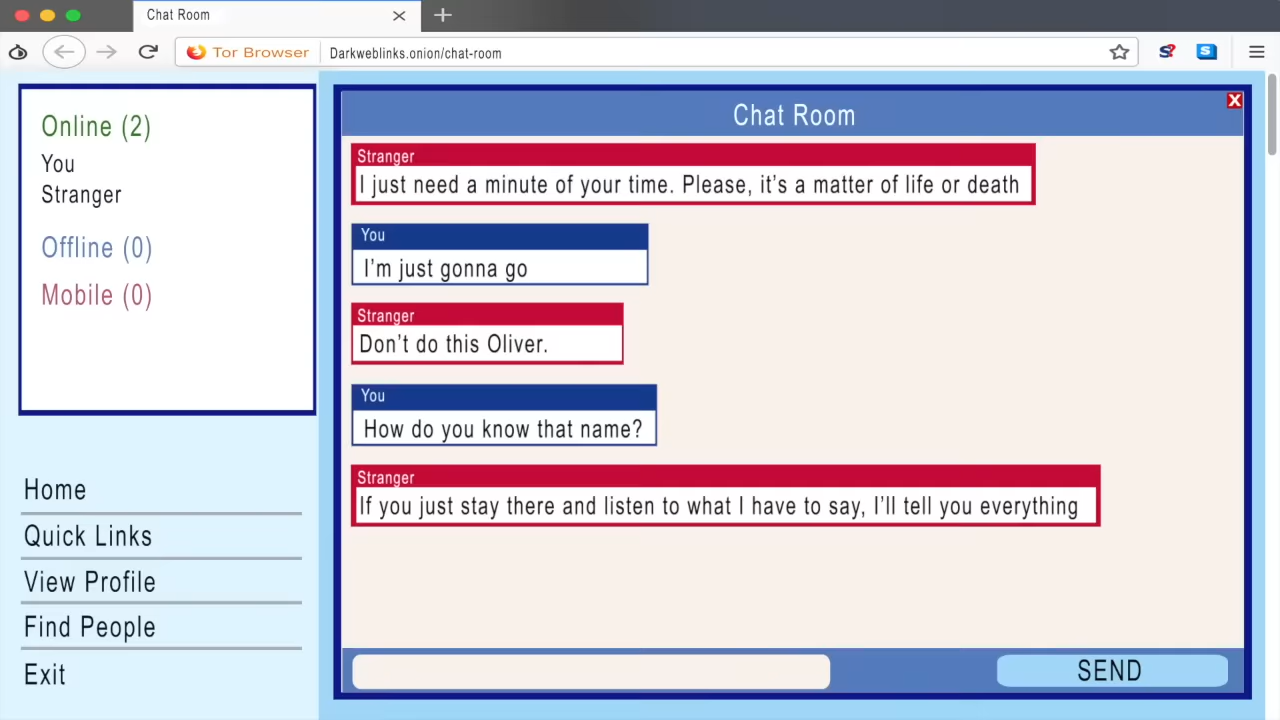 Chat Room
Tor Browser
Darkweblinks.onion/chat-room
S?
S
Online (2)
You
Stranger
Offline (0)
Mobile (0)
Home
Quick Links
View Profile
Find People
Exit
Chat Room
X
Stranger
I just need a minute of your time. Please, it's a matter of life or death
You
I'm just gonna go
Stranger
Don't do this Oliver.
You
How do you know that name?
Stranger
If you just stay there and listen to what I have to say, I'll tell you everything
SEND